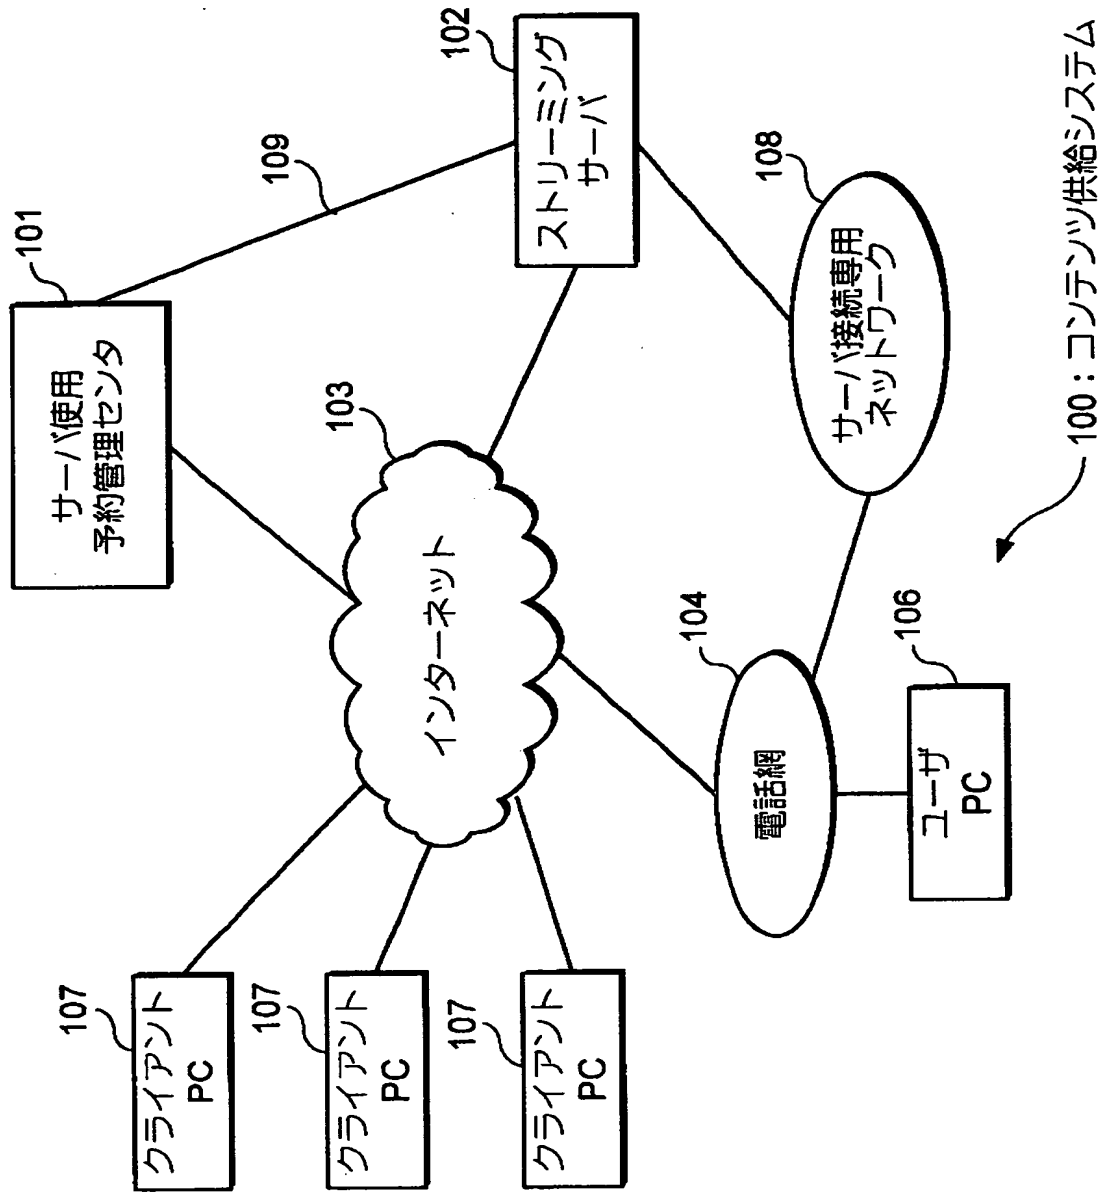 クライアント
PC
107
クライアント
PC
107
クライアント
PC
107
サーバ使用
予約管理センタ
101
インターネット
103
109
ストリーミング
サーバ
102
電話網
104
ユーザ
PC
106
サーバ接続専用
ネットワーク
108
100：コンテンツ供給システム